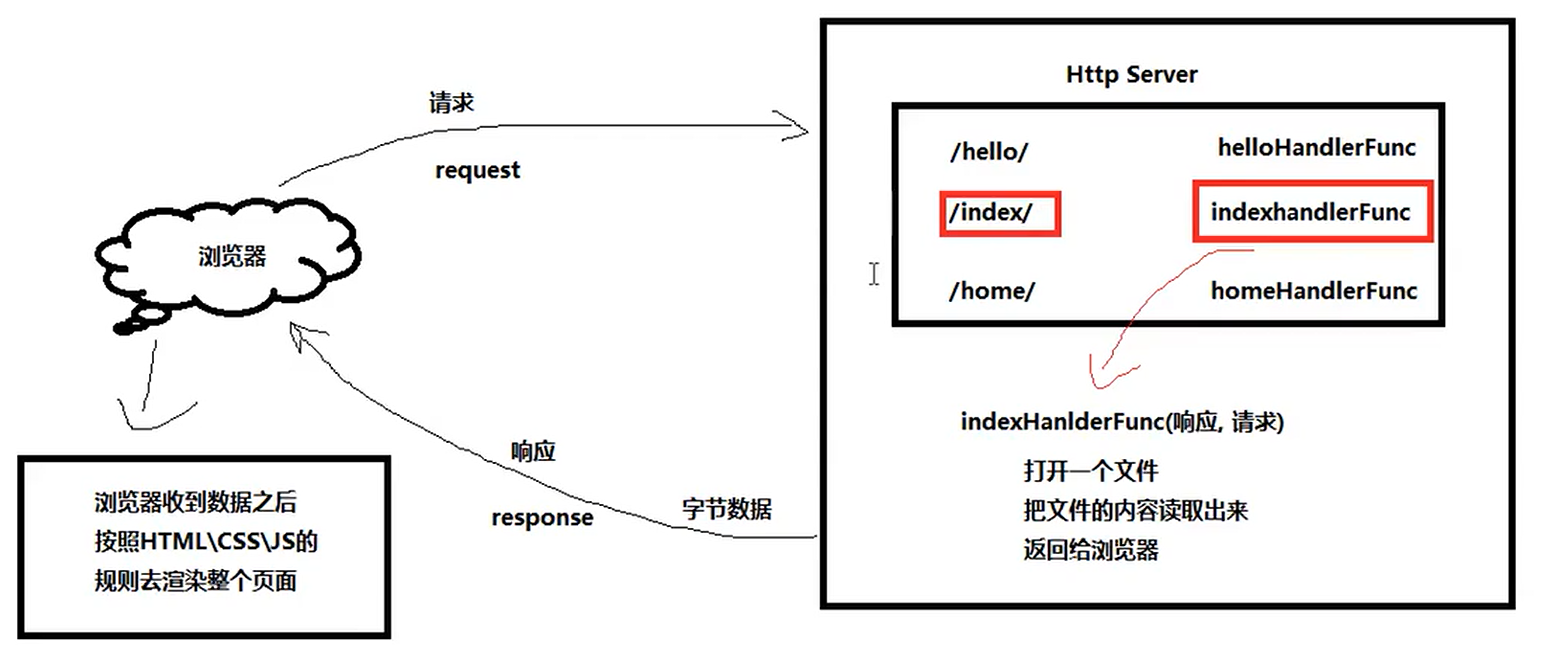 请求
request
浏览器
Http Server
/hello/ helloHandlerFunc
/index/ indexhandlerFunc
/home/ homeHandlerFunc
indexHanlderFunc(响应, 请求)
打开一个文件
把文件的内容读取出来
返回给浏览器
响应
response
字节数据
浏览器收到数据之后
按照HTML\CSS\JS的
规则去渲染整个页面